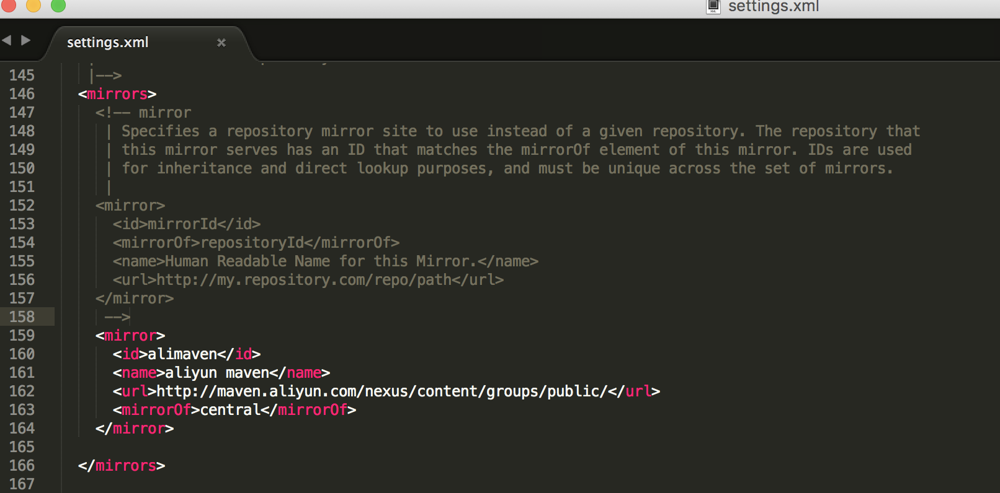 settings.xml
settings.xml
145 |-->
146 <mirrors>
147 <!-- mirror
148 | Specifies a repository mirror site to use instead of a given repository. The repository that
149 | this mirror serves has an ID that matches the mirrorOf element of this mirror. IDs are used
150 | for inheritance and direct lookup purposes, and must be unique across the set of mirrors.
151 |
152 <mirror>
153 <id>mirrorId</id>
154 <mirrorOf>repositoryId</mirrorOf>
155 <name>Human Readable Name for this Mirror.</name>
156 <url>http://my.repository.com/repo/path</url>
157 </mirror>
158 -->
159 <mirror>
160 <id>alimaven</id>
161 <name>aliyun maven</name>
162 <url>http://maven.aliyun.com/nexus/content/groups/public/</url>
163 <mirrorOf>central</mirrorOf>
164 </mirror>
165
166 </mirrors>
167